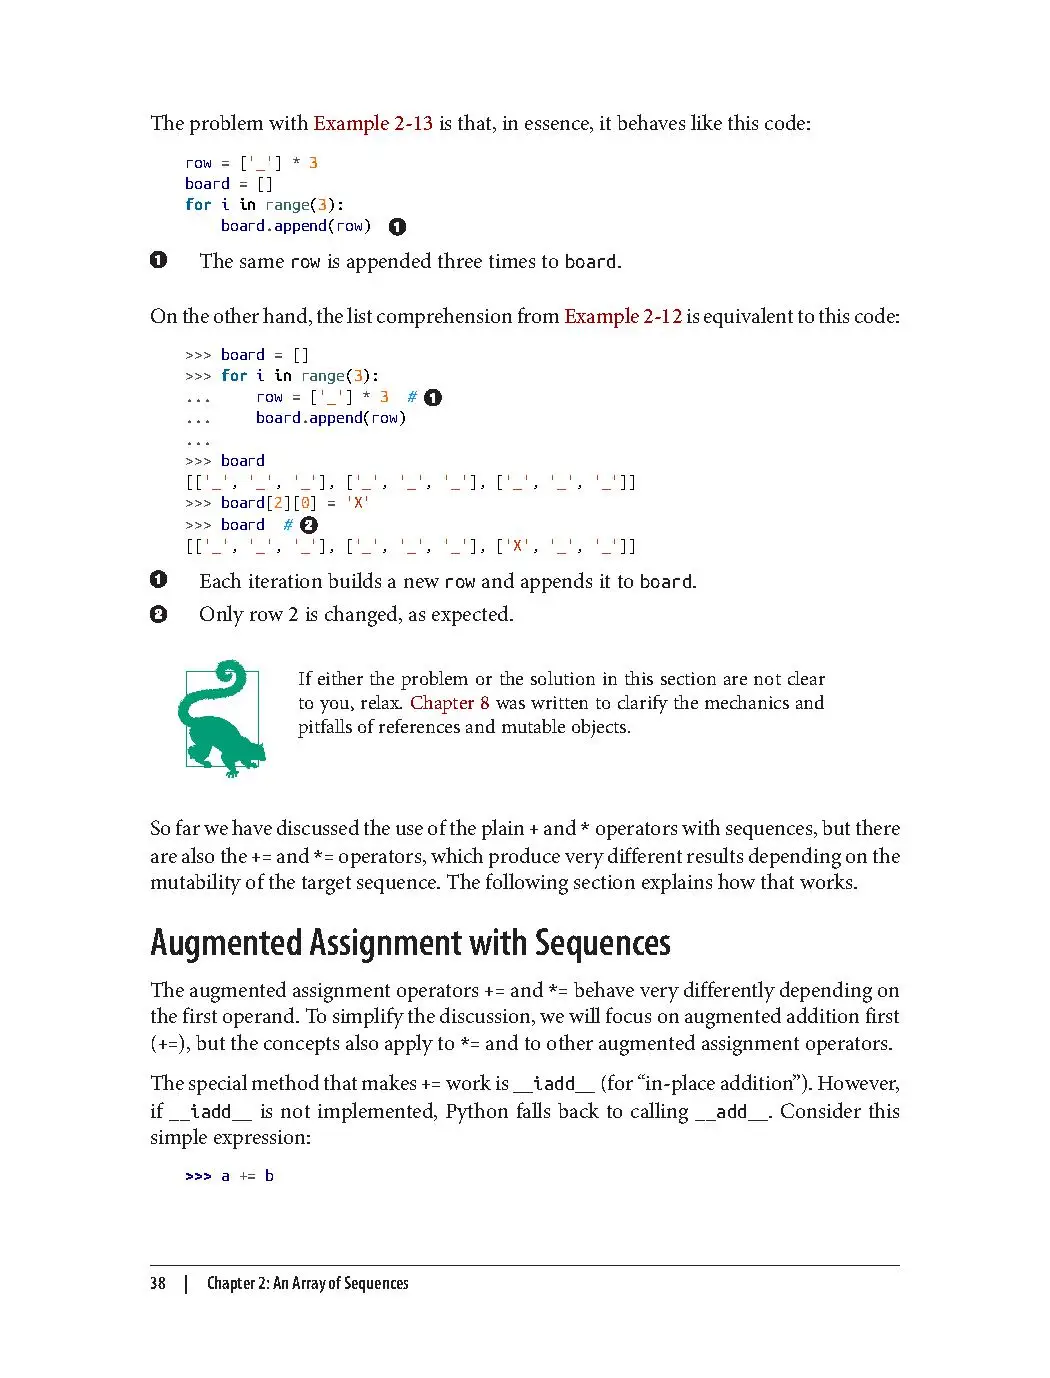 The problem with Example 2-13 is that, in essence, it behaves like this code:
row = ['_'] * 3
board = []
for i in range(3):
    board.append(row) ❶
❶ The same row is appended three times to board.
On the other hand, the list comprehension from Example 2-12 is equivalent to this code:
>>> board = []
>>> for i in range(3):
...     row = ['_'] * 3  # ❶
...     board.append(row)
...
>>> board
[['_', '_', '_'], ['_', '_', '_'], ['_', '_', '_']]
>>> board[2][0] = 'X'
>>> board  # ❷
[['_', '_', '_'], ['_', '_', '_'], ['X', '_', '_']]
❶ Each iteration builds a new row and appends it to board.
❷ Only row 2 is changed, as expected.
If either the problem or the solution in this section are not clear
to you, relax. Chapter 8 was written to clarify the mechanics and
pitfalls of references and mutable objects.
So far we have discussed the use of the plain + and * operators with sequences, but there
are also the += and *= operators, which produce very different results depending on the
mutability of the target sequence. The following section explains how that works.
Augmented Assignment with Sequences
The augmented assignment operators += and *= behave very differently depending on
the first operand. To simplify the discussion, we will focus on augmented addition first
(+=), but the concepts also apply to *= and to other augmented assignment operators.
The special method that makes += work is __iadd__ (for “in-place addition”). However,
if __iadd__ is not implemented, Python falls back to calling __add__. Consider this
simple expression:
>>> a += b
38 | Chapter 2: An Array of Sequences